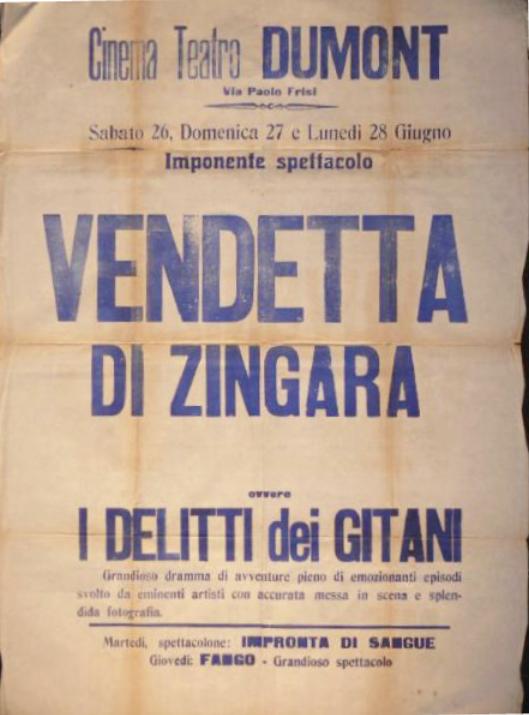 Cinema Teatro DUMONT
Via Paolo Frisi
Sabato 26, Domenica 27 e Lunedì 28 Giugno
Imponente spettacolo
VENDETTA
DI ZINGARA
ovvero
I DELITTI dei GITANI
Grandioso dramma di avventure pieno di emozionanti episodi
svolto da eminenti artisti con accurata messa in scena e splen-
dida fotografia.
Martedì, spettacolone: IMPRONTA DI SANGUE
Giovedì: FANGO - Grandioso spettacolo